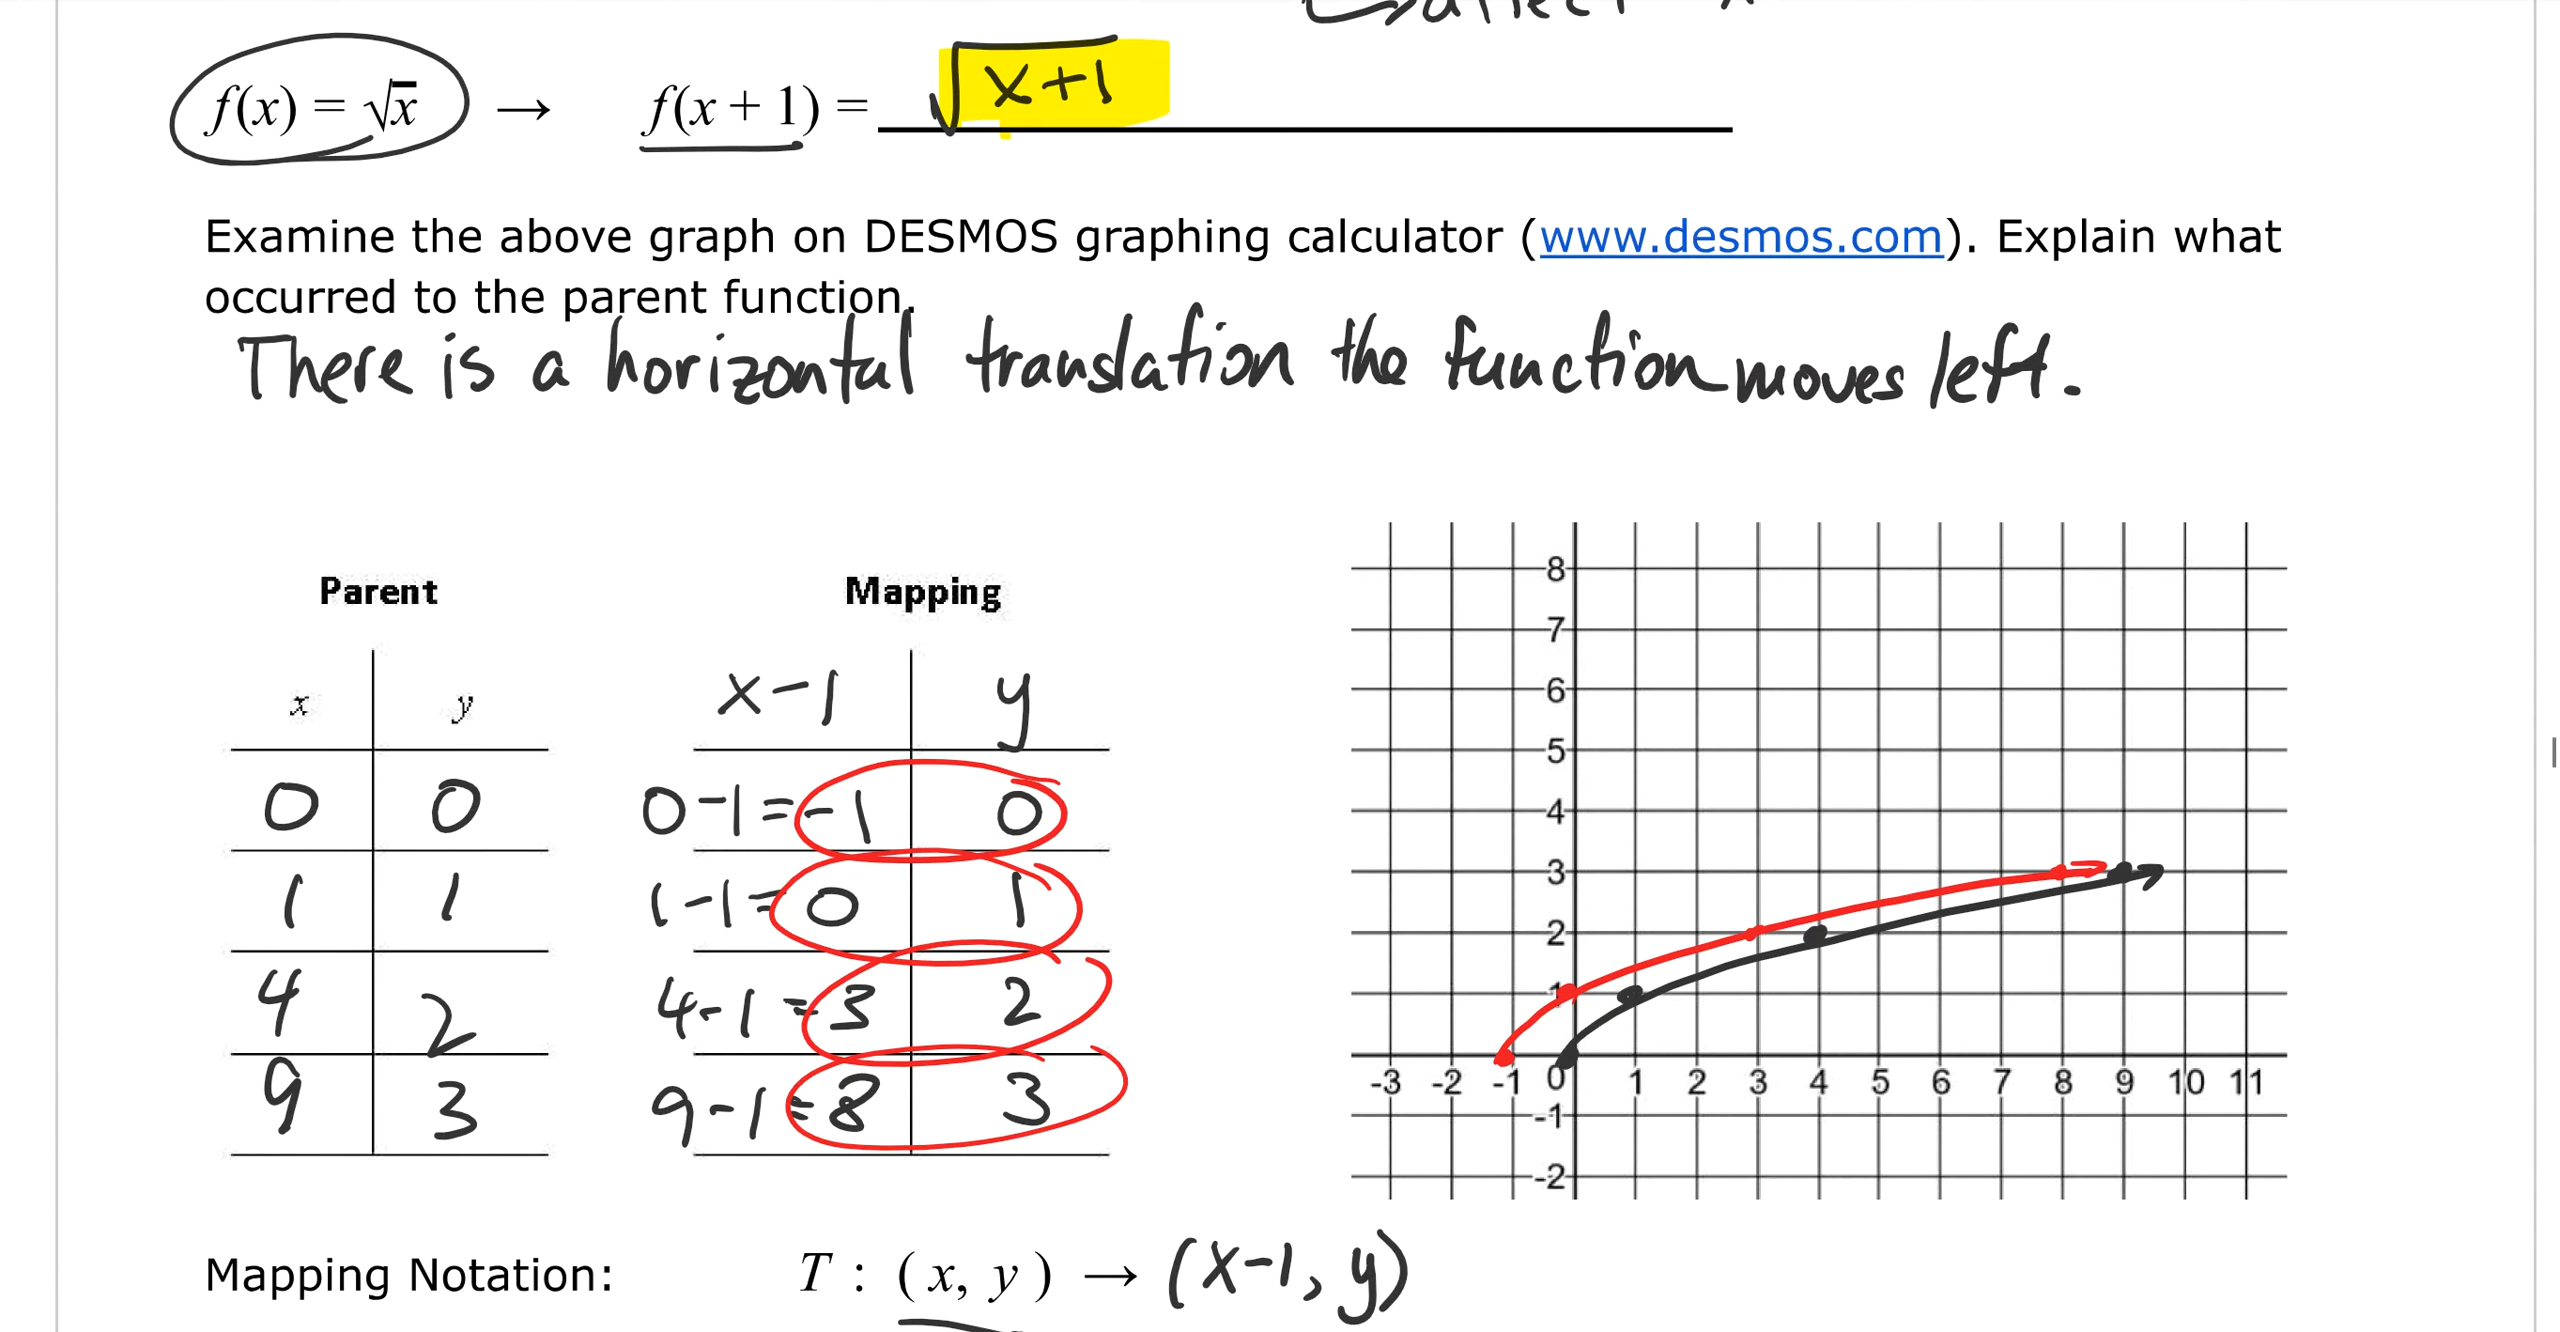 f(x) = √x → f(x + 1) = √x+1
Examine the above graph on DESMOS graphing calculator (www.desmos.com). Explain what
occurred to the parent function.
There is a horizontal translation the function moves left.
Parent Mapping
x y x-1 y
0 0 0-1=-1 0
1 1 1-1=0 1
4 2 4-1=3 2
9 3 9-1=8 3
8
7
6
5
4
3
2
1
-3 -2 -1 0 1 2 3 4 5 6 7 8 9 10 11
-1
-2
Mapping Notation: T : ( x, y ) → (x-1, y)